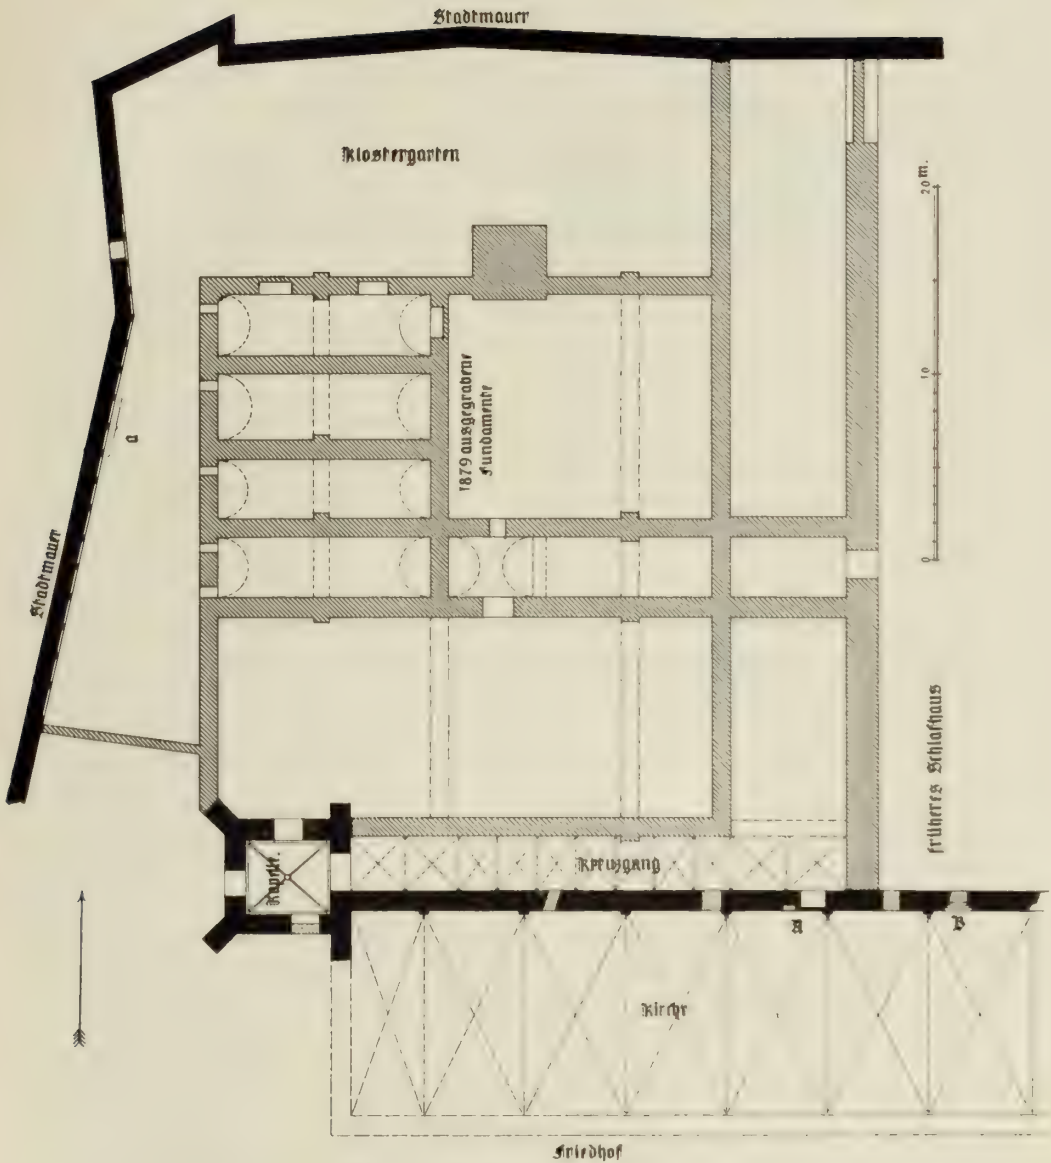 Stadtmauer
Klostergarten
20 m.
10
0
a
1879 ausgegrabene
Fundamente
Stadtmauer
früheres Schlafhaus
Kapelle.
Kreuzgang
A
B
Kirche
Friedhof